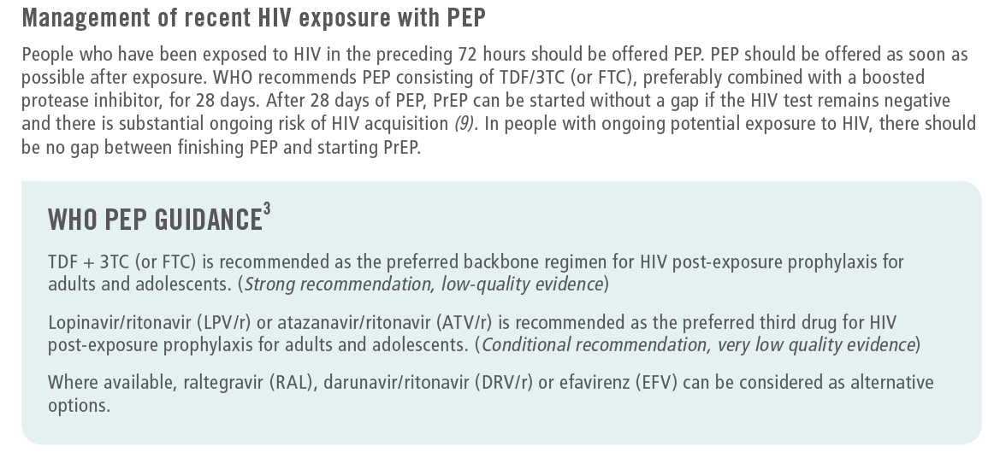 Management of recent HIV exposure with PEP
People who have been exposed to HIV in the preceding 72 hours should be offered PEP. PEP should be offered as soon as
possible after exposure. WHO recommends PEP consisting of TDF/3TC (or FTC), preferably combined with a boosted
protease inhibitor, for 28 days. After 28 days of PEP, PrEP can be started without a gap if the HIV test remains negative
and there is substantial ongoing risk of HIV acquisition (9). In people with ongoing potential exposure to HIV, there should
be no gap between finishing PEP and starting PrEP.
WHO PEP GUIDANCE3
TDF + 3TC (or FTC) is recommended as the preferred backbone regimen for HIV post-exposure prophylaxis for
adults and adolescents. (Strong recommendation, low-quality evidence)
Lopinavir/ritonavir (LPV/r) or atazanavir/ritonavir (ATV/r) is recommended as the preferred third drug for HIV
post-exposure prophylaxis for adults and adolescents. (Conditional recommendation, very low quality evidence)
Where available, raltegravir (RAL), darunavir/ritonavir (DRV/r) or efavirenz (EFV) can be considered as alternative
options.